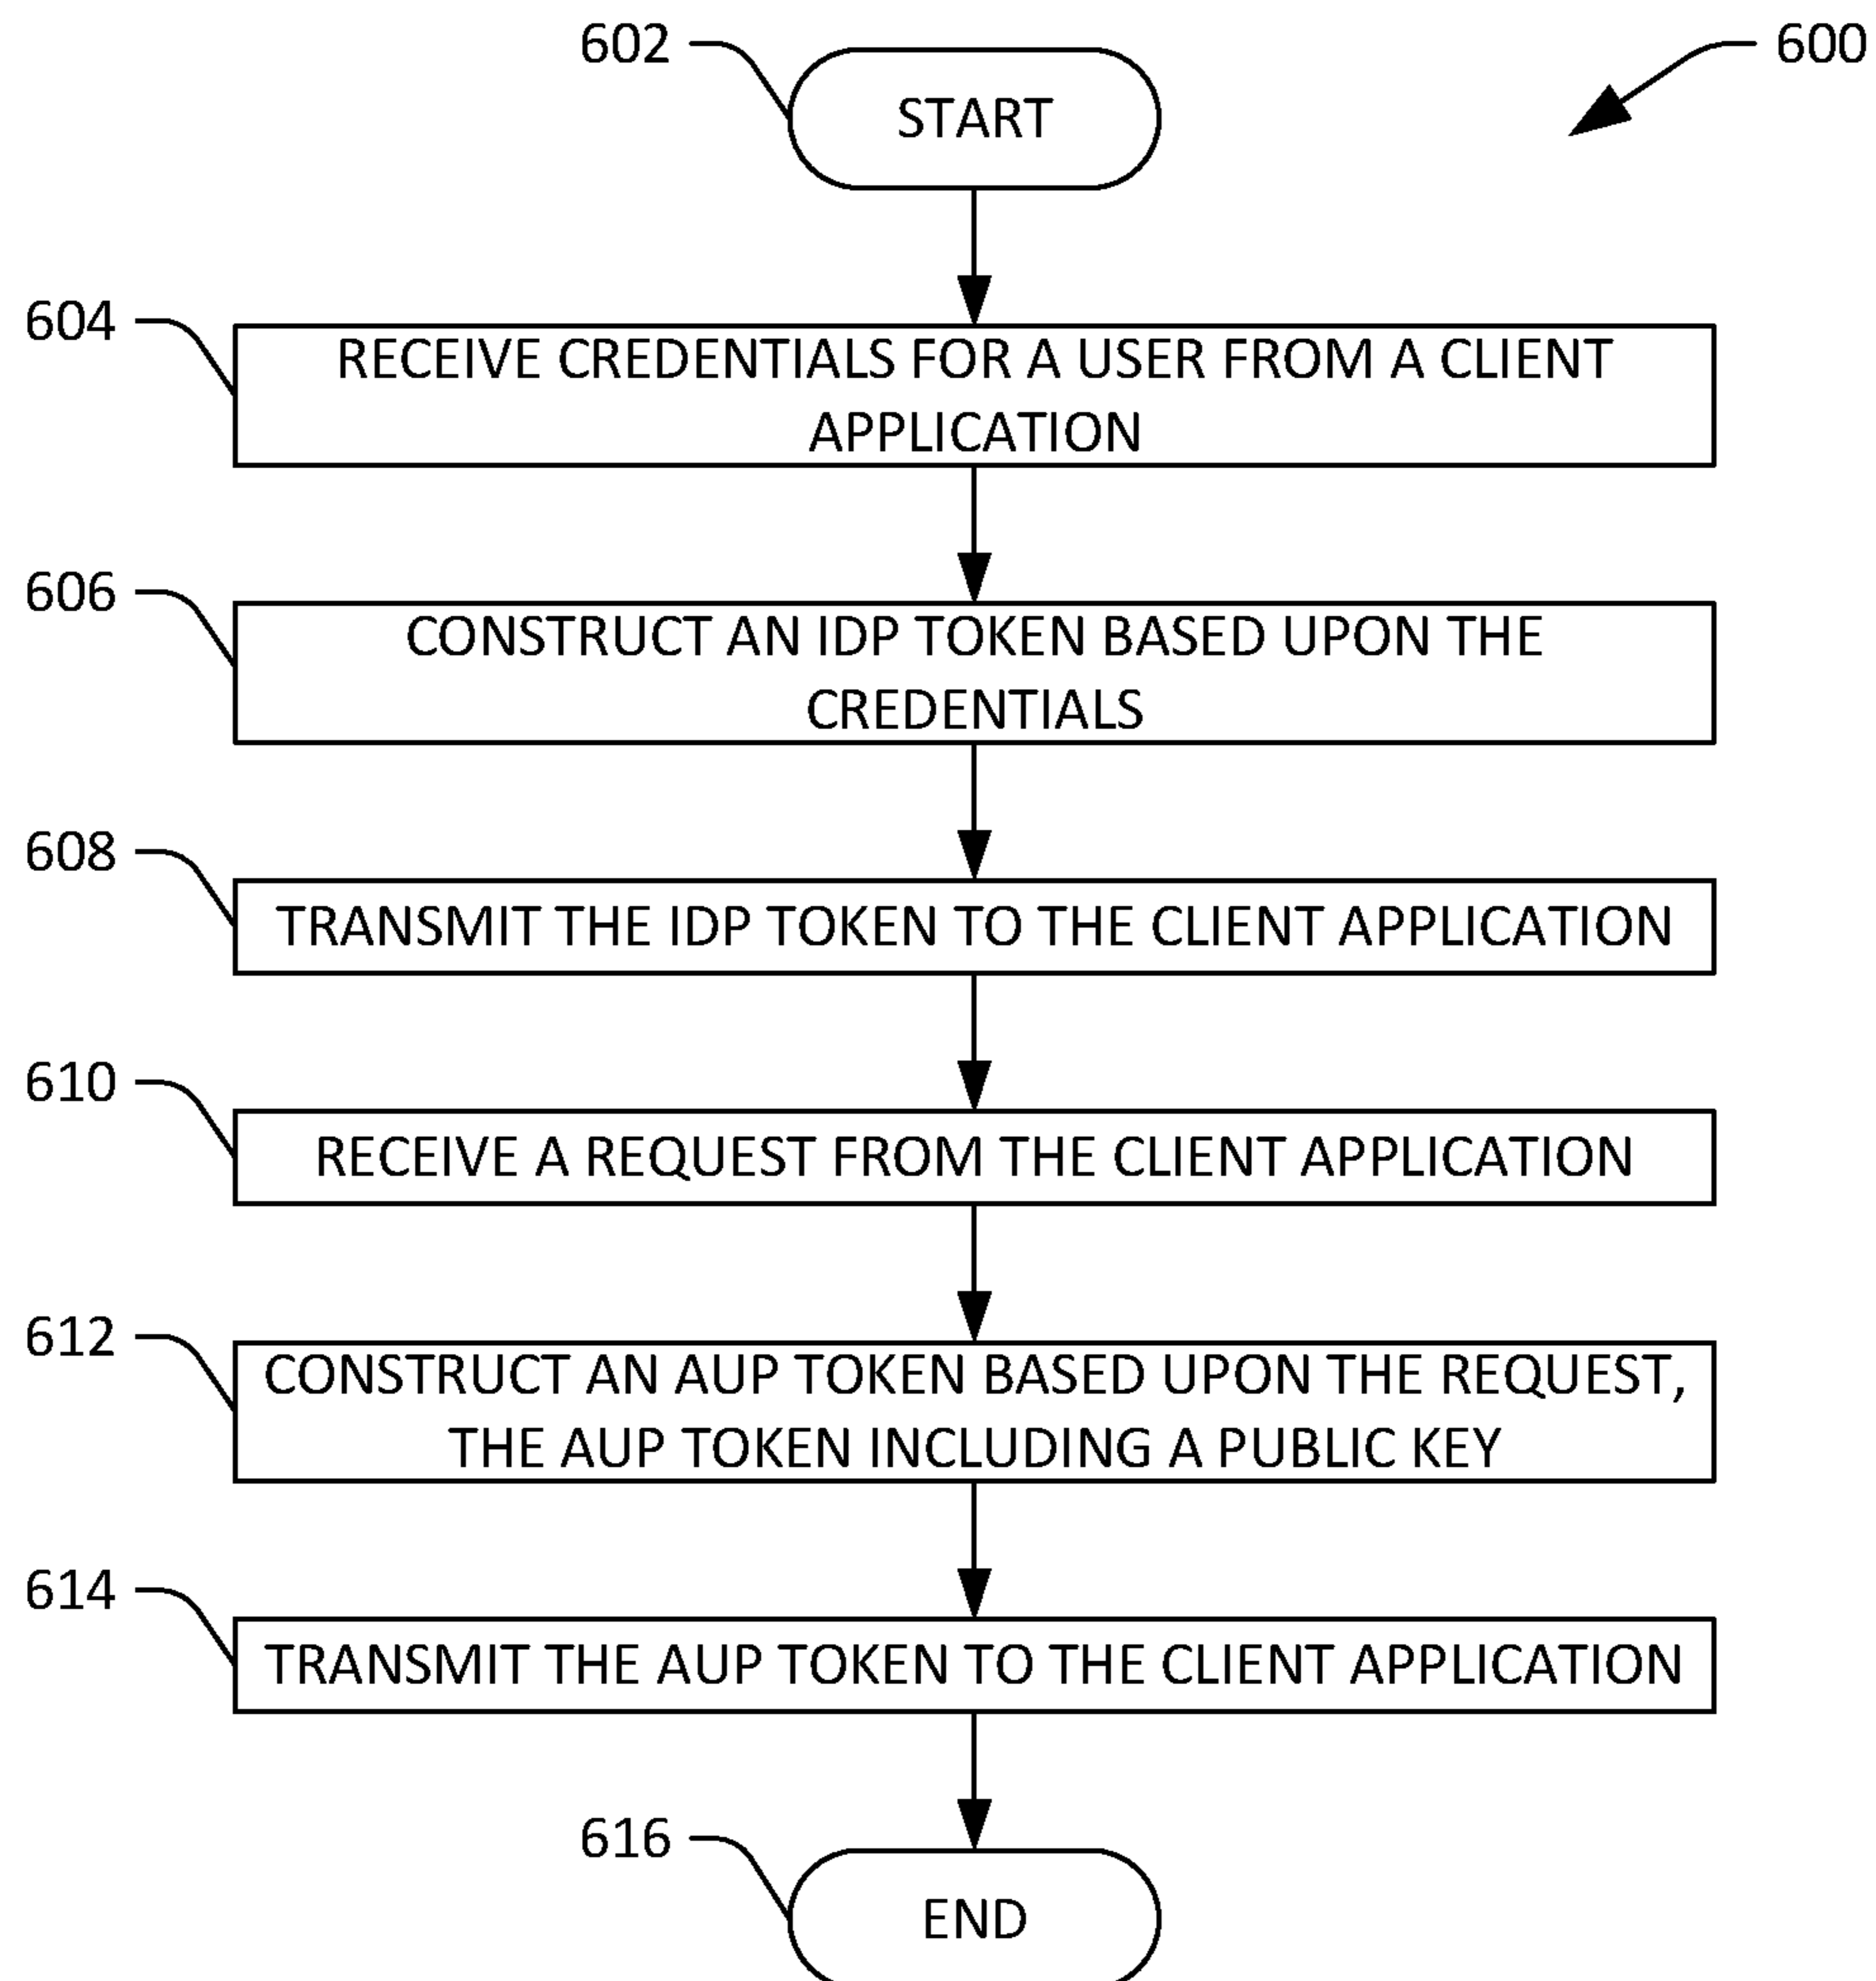 602
START
600
604
RECEIVE CREDENTIALS FOR A USER FROM A CLIENT
APPLICATION
606
CONSTRUCT AN IDP TOKEN BASED UPON THE
CREDENTIALS
608
TRANSMIT THE IDP TOKEN TO THE CLIENT APPLICATION
610
RECEIVE A REQUEST FROM THE CLIENT APPLICATION
612
CONSTRUCT AN AUP TOKEN BASED UPON THE REQUEST,
THE AUP TOKEN INCLUDING A PUBLIC KEY
614
TRANSMIT THE AUP TOKEN TO THE CLIENT APPLICATION
616
END